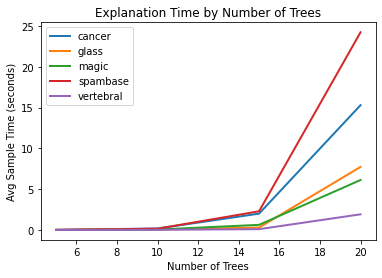 Explanation Time by Number of Trees
cancer
glass
magic
spambase
vertebral
Avg Sample Time (seconds)
25
20
15
10
5
0
6 8 10 12 14 16 18 20
Number of Trees